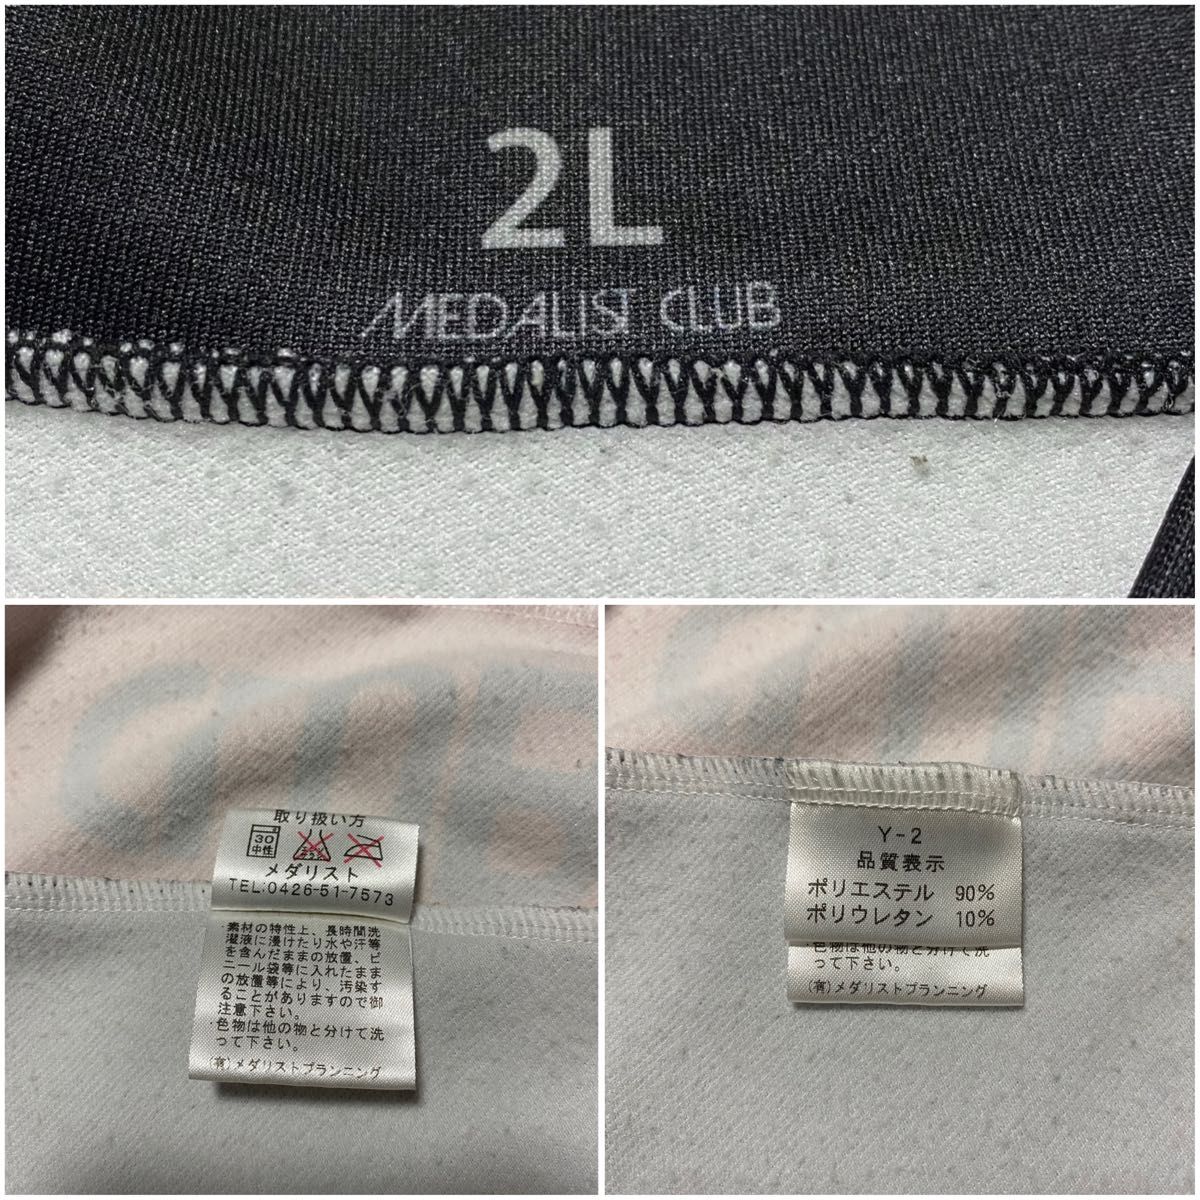 2L
MEDALIST CLUB
取り扱い方
30
中性
メダリスト
TEL:0426-51-7573
・素材の特性上、長時間洗
濯液に浸けたり水や汗等
を含んだままの放置、ビ
ニール袋等に入れたまま
の放置等により、汚染す
ることがありますので御
注意下さい。
・色物は他の物と分けて洗
って下さい。
(有)メダリストプランニング
Y-2
品質表示
ポリエステル 90%
ポリウレタン 10%
・色物は他の物と分けて洗
って下さい。
(有)メダリストプランニング